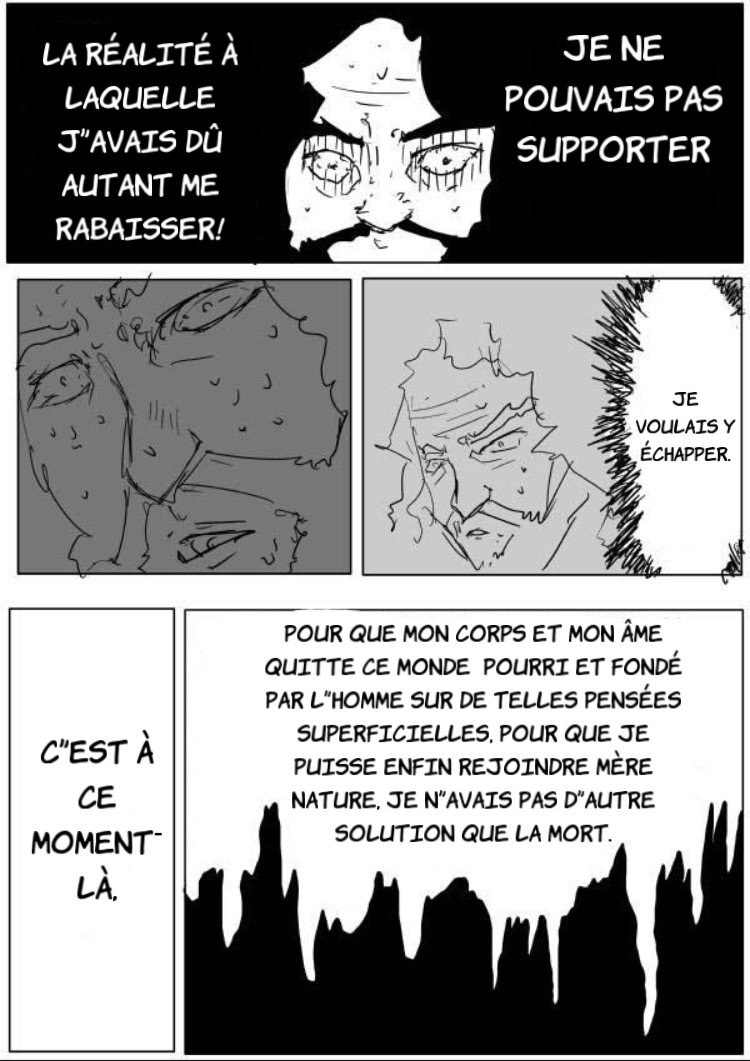 JE NE
POUVAIS PAS
SUPPORTER
LA RÉALITÉ À
LAQUELLE
J"AVAIS DÛ
AUTANT ME
RABAISSER!
JE
VOULAIS Y
ÉCHAPPER.
POUR QUE MON CORPS ET MON ÂME
QUITTE CE MONDE POURRI ET FONDÉ
PAR L"HOMME SUR DE TELLES PENSÉES
SUPERFICIELLES, POUR QUE JE
PUISSE ENFIN REJOINDRE MÈRE
NATURE, JE N"AVAIS PAS D"AUTRE
SOLUTION QUE LA MORT.
C"EST À
CE
MOMENT-
LÀ,